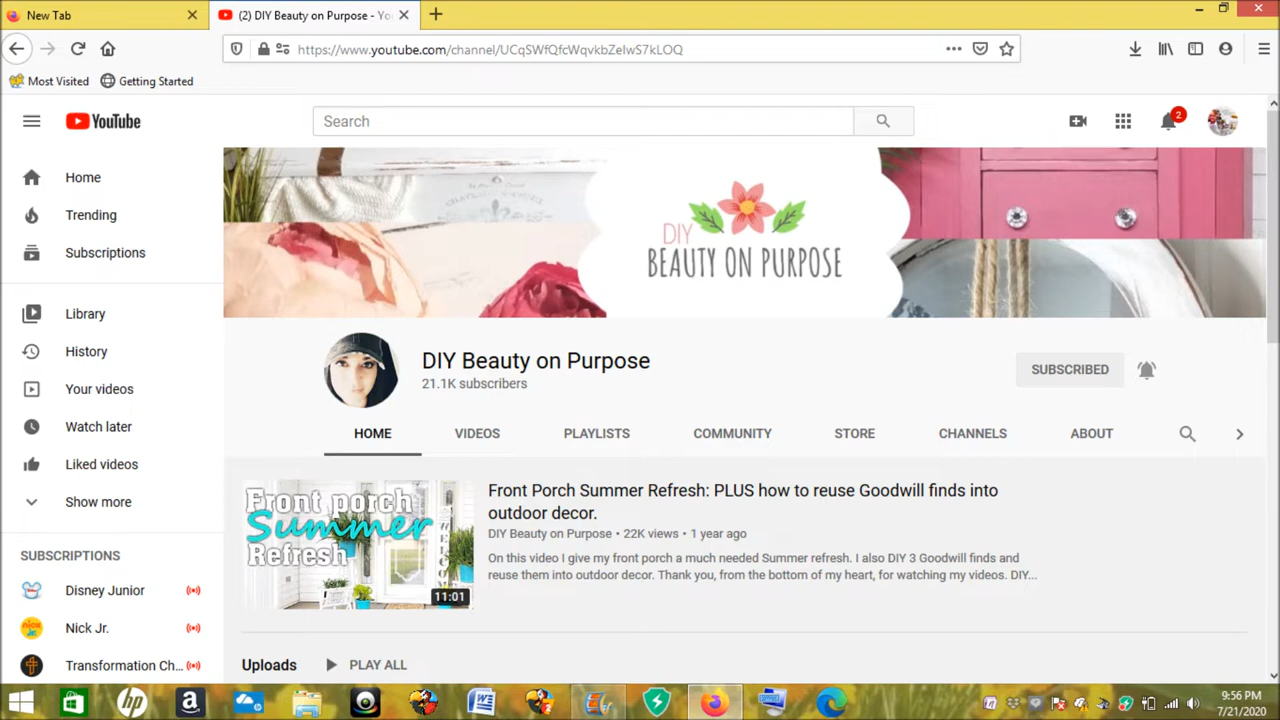 New Tab
(2) DIY Beauty on Purpose - Yo
https://www.youtube.com/channel/UCqSWfQfcWqvkbZelwS7kLOQ
Most Visited
Getting Started
YouTube
Search
2
Home
Trending
Subscriptions
Library
History
Your videos
Watch later
Liked videos
Show more
SUBSCRIPTIONS
Disney Junior
Nick Jr.
Transformation Ch...
DIY
BEAUTY ON PURPOSE
DIY Beauty on Purpose
21.1K subscribers
SUBSCRIBED
HOME
VIDEOS
PLAYLISTS
COMMUNITY
STORE
CHANNELS
ABOUT
Front porch
Summer
Refresh
WELCOME
11:01
Front Porch Summer Refresh: PLUS how to reuse Goodwill finds into
outdoor decor.
DIY Beauty on Purpose • 22K views • 1 year ago
On this video I give my front porch a much needed Summer refresh. I also DIY 3 Goodwill finds and
reuse them into outdoor decor. Thank you, from the bottom of my heart, for watching my videos. DIY...
Uploads
PLAY ALL
9:56 PM
7/21/2020